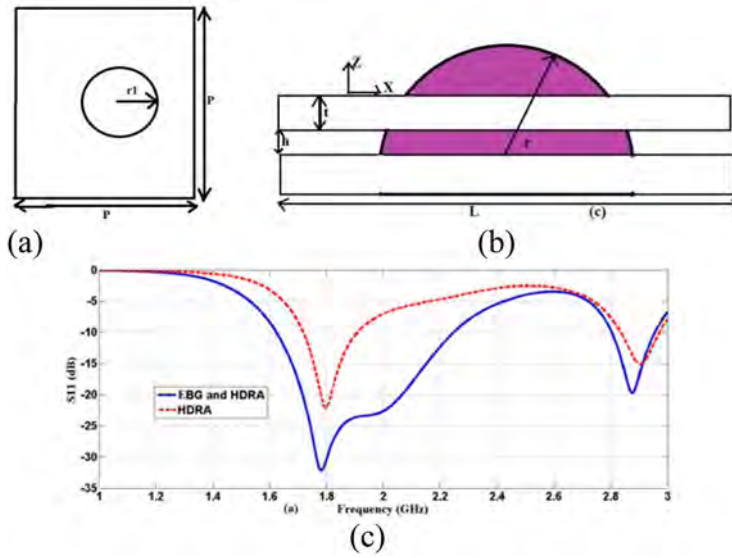 r1
P
P
(a)
Z
X
t
h
r
L
(c)
(b)
0
-5
-10
-15
-20
-25
-30
-35
S11 (dB)
EBG and HDRA
HDRA
1
1.2
1.4
1.6
1.8
2
2.2
2.4
2.6
2.8
3
(a) Frequency (GHz)
(c)